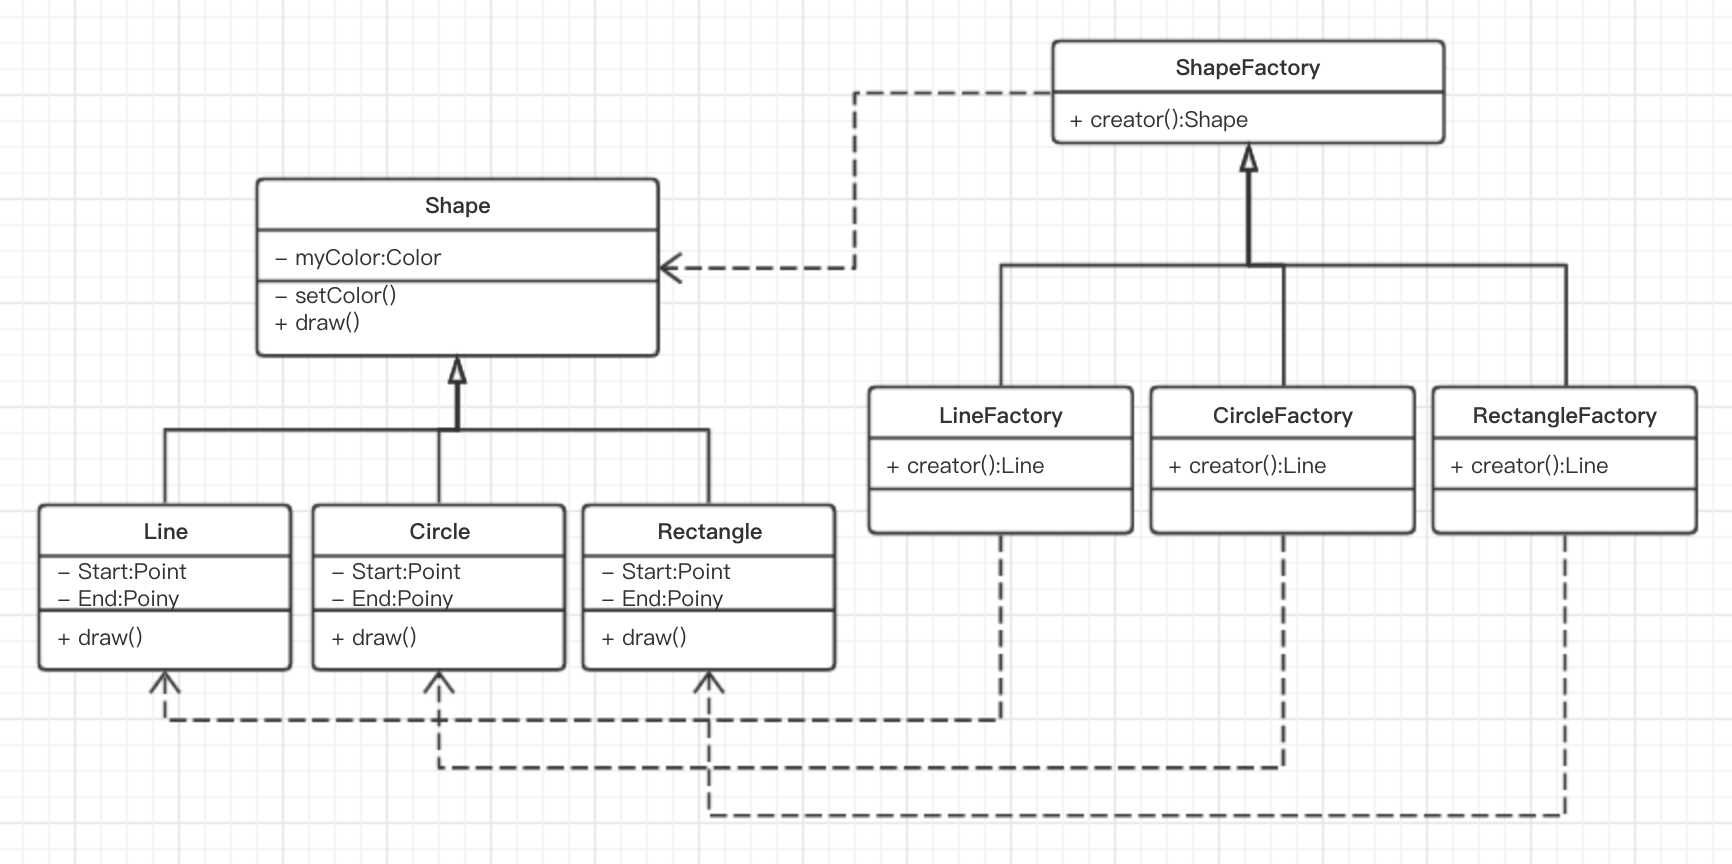 ShapeFactory
+ creator():Shape
Shape
- myColor:Color
- setColor()
+ draw()
LineFactory
+ creator():Line
CircleFactory
+ creator():Line
RectangleFactory
+ creator():Line
Line
- Start:Point
- End:Poiny
+ draw()
Circle
- Start:Point
- End:Poiny
+ draw()
Rectangle
- Start:Point
- End:Poiny
+ draw()